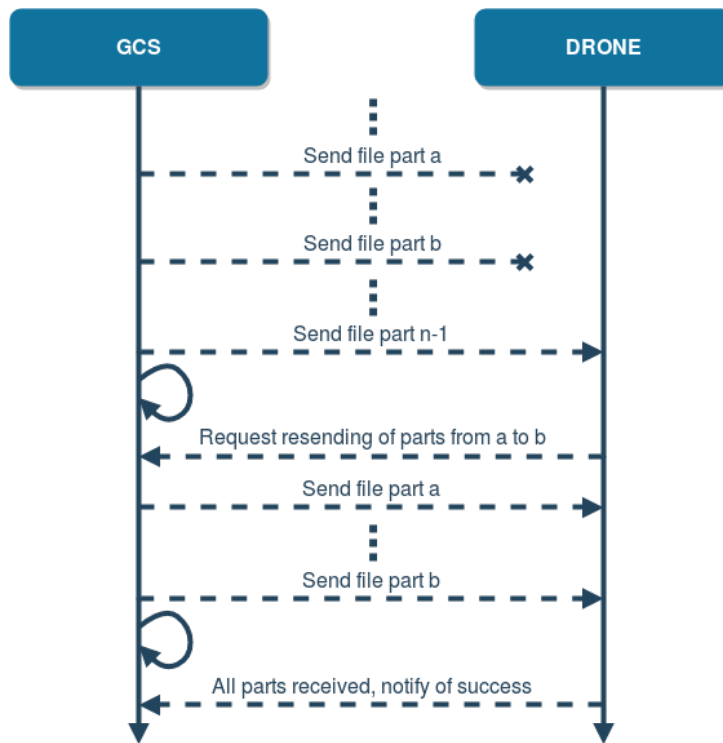 GCS
DRONE
Send file part a
Send file part b
Send file part n-1
Request resending of parts from a to b
Send file part a
Send file part b
All parts received, notify of success